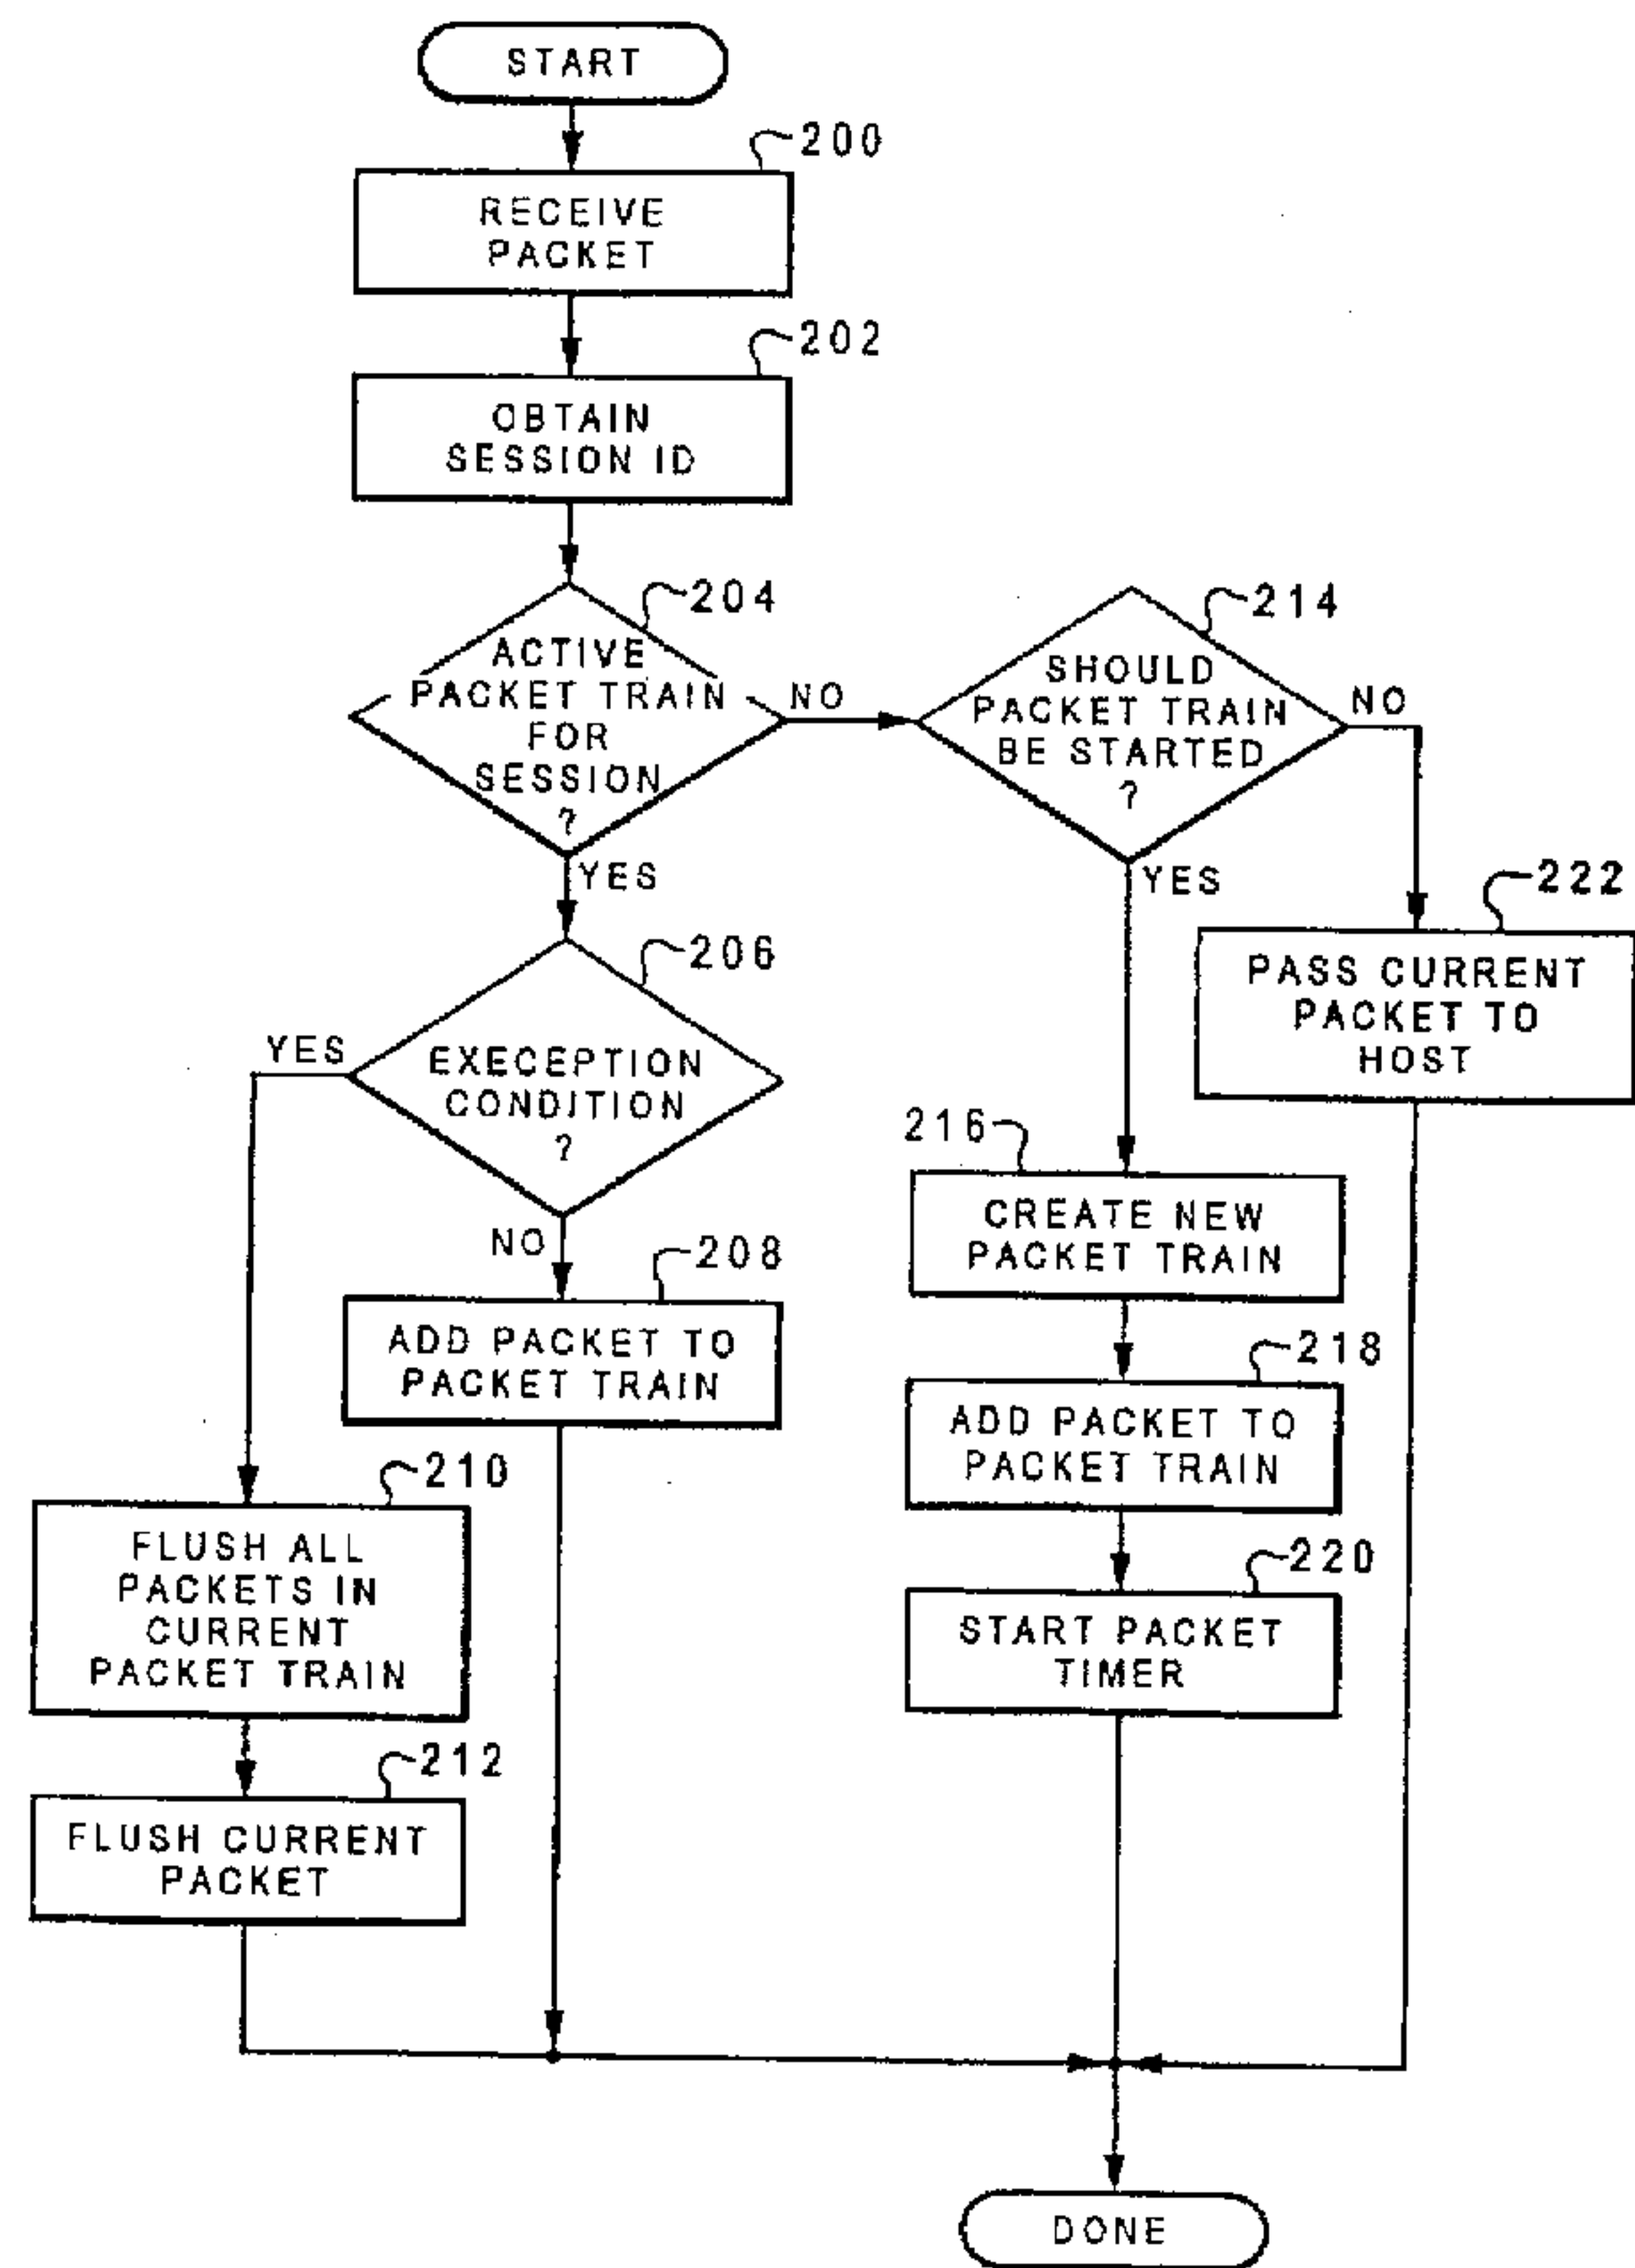 START
200
RECEIVE
PACKET
202
OBTAIN
SESSION ID
204
ACTIVE
PACKET TRAIN
FOR
SESSION
?
NO
YES
214
SHOULD
PACKET TRAIN
BE STARTED
?
NO
YES
222
PASS CURRENT
PACKET TO
HOST
206
EXECEPTION
CONDITION
?
YES
NO
208
ADD PACKET TO
PACKET TRAIN
216
CREATE NEW
PACKET TRAIN
218
ADD PACKET TO
PACKET TRAIN
210
FLUSH ALL
PACKETS IN
CURRENT
PACKET TRAIN
220
START PACKET
TIMER
212
FLUSH CURRENT
PACKET
DONE